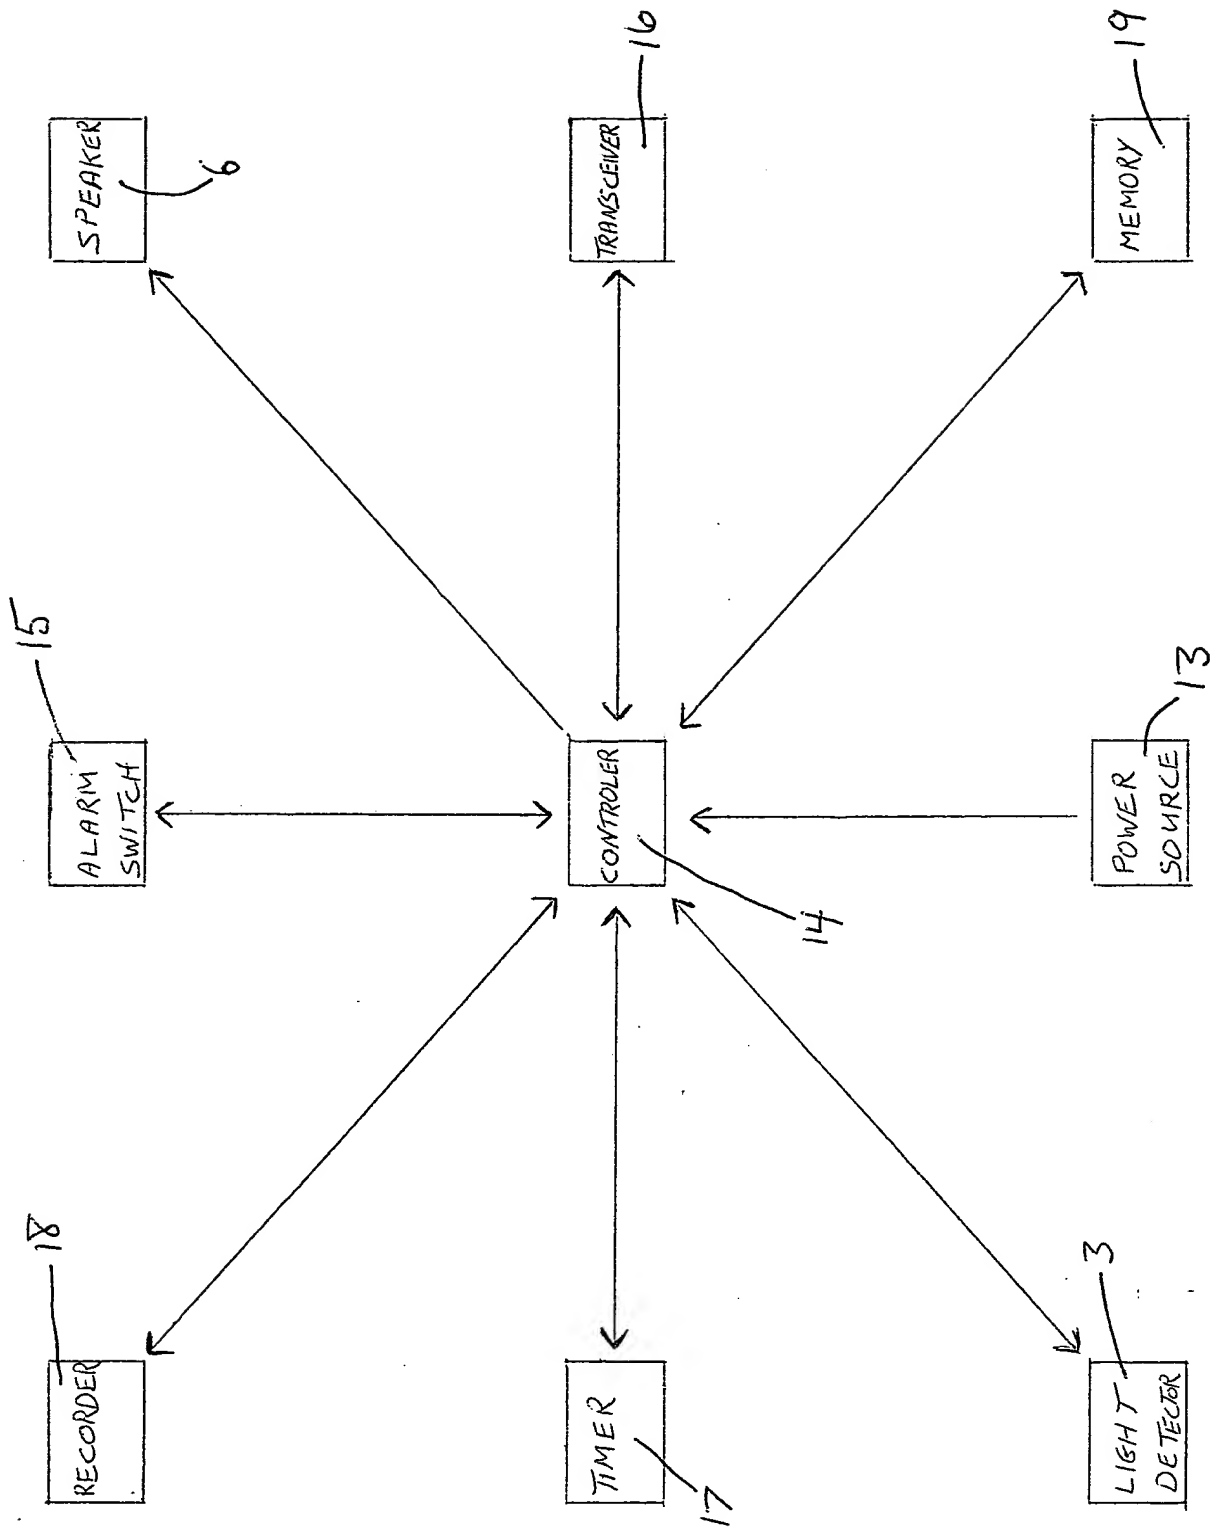 18
RECORDER
15
ALARM
SWITCH
SPEAKER
6
TIMER
17
CONTROLER
14
16
TRANSCEIVER
3
LIGHT
DETECTOR
13
POWER
SOURCE
19
MEMORY